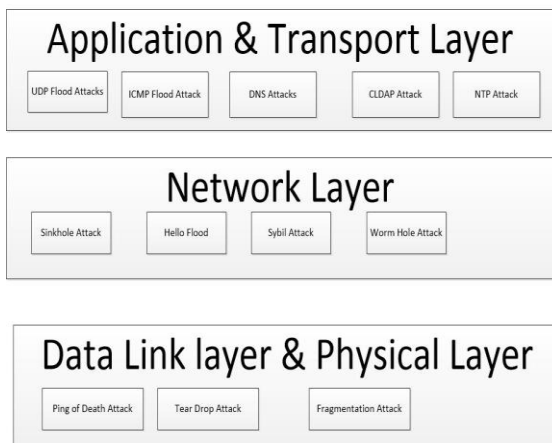 Application & Transport Layer
UDP Flood Attacks
ICMP Flood Attack
DNS Attacks
CLDAP Attack
NTP Attack
Network Layer
Sinkhole Attack
Hello Flood
Sybil Attack
Worm Hole Attack
Data Link layer & Physical Layer
Ping of Death Attack
Tear Drop Attack
Fragmentation Attack